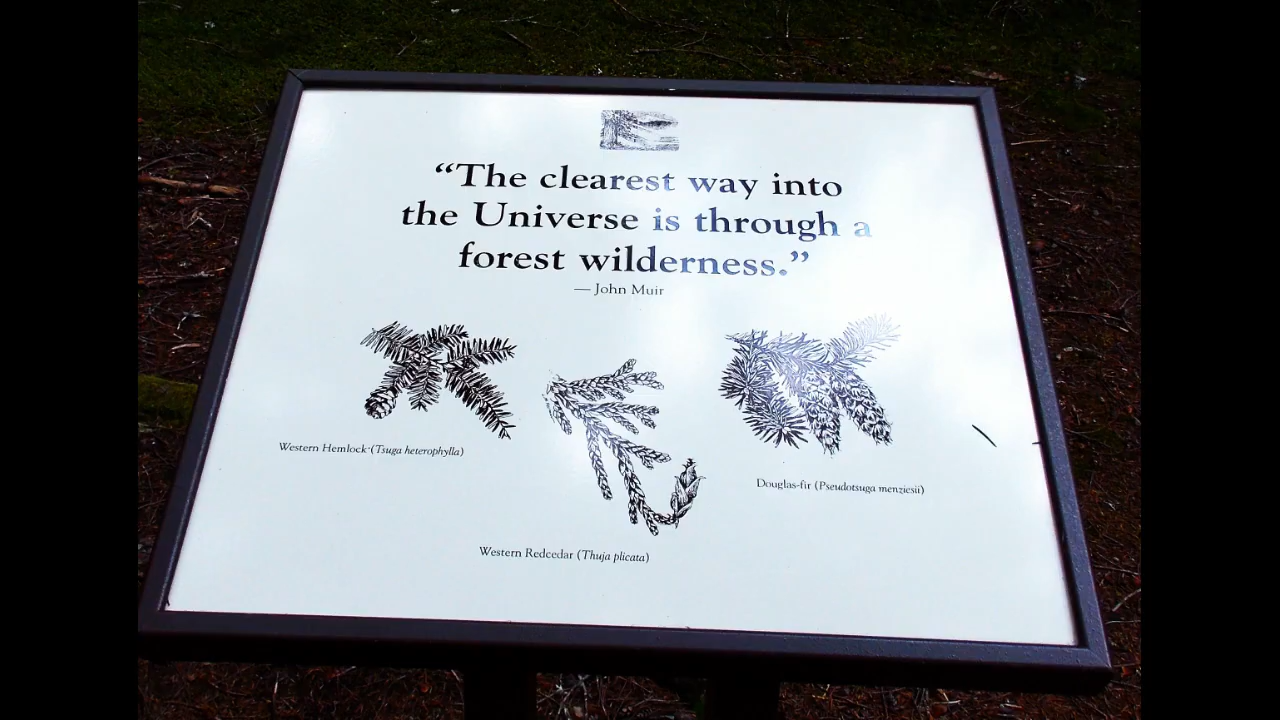 “The clearest way into
the Universe is through a
forest wilderness.”
— John Muir
Western Hemlock (Tsuga heterophylla)
Douglas-fir (Pseudotsuga menziesii)
Western Redcedar (Thuja plicata)